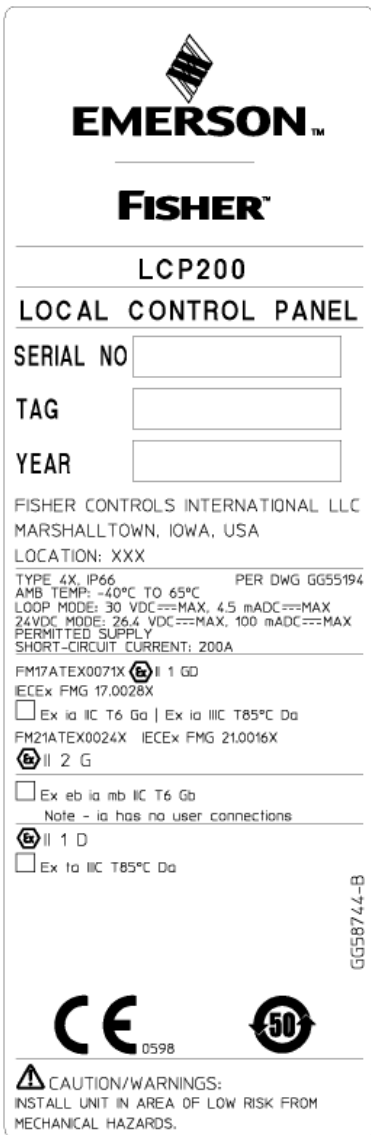 EMERSON™
FISHER™
LCP200
LOCAL CONTROL PANEL
SERIAL NO
TAG
YEAR
FISHER CONTROLS INTERNATIONAL LLC
MARSHALLTOWN, IOWA, USA
LOCATION: XXX
TYPE 4X, IP66 PER DWG GG55194
AMB TEMP: -40°C TO 65°C
LOOP MODE: 30 VDC⎓MAX, 4.5 mADC⎓MAX
24VDC MODE: 26.4 VDC⎓MAX, 100 mADC⎓MAX
PERMITTED SUPPLY
SHORT-CIRCUIT CURRENT: 200A
FM17ATEX0071X Ex II 1 GD
IECEx FMG 17.0028X
Ex ia IIC T6 Ga | Ex ia IIIC T85°C Da
FM21ATEX0024X IECEx FMG 21.0016X
Ex II 2 G
Ex eb ia mb IIC T6 Gb
Note - ia has no user connections
Ex II 1 D
Ex ta IIIC T85°C Da
GG58744-B
CE 0598
50
CAUTION/WARNINGS:
INSTALL UNIT IN AREA OF LOW RISK FROM
MECHANICAL HAZARDS.